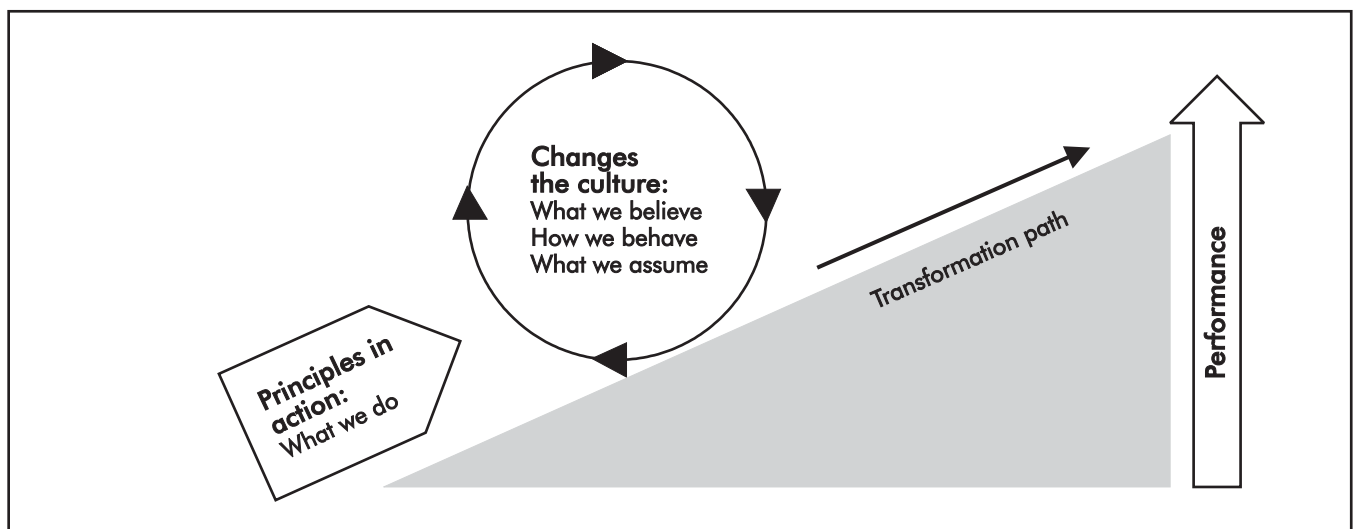 Changes
the culture:
What we believe
How we behave
What we assume
Principles in
action:
What we do
Transformation path
Performance